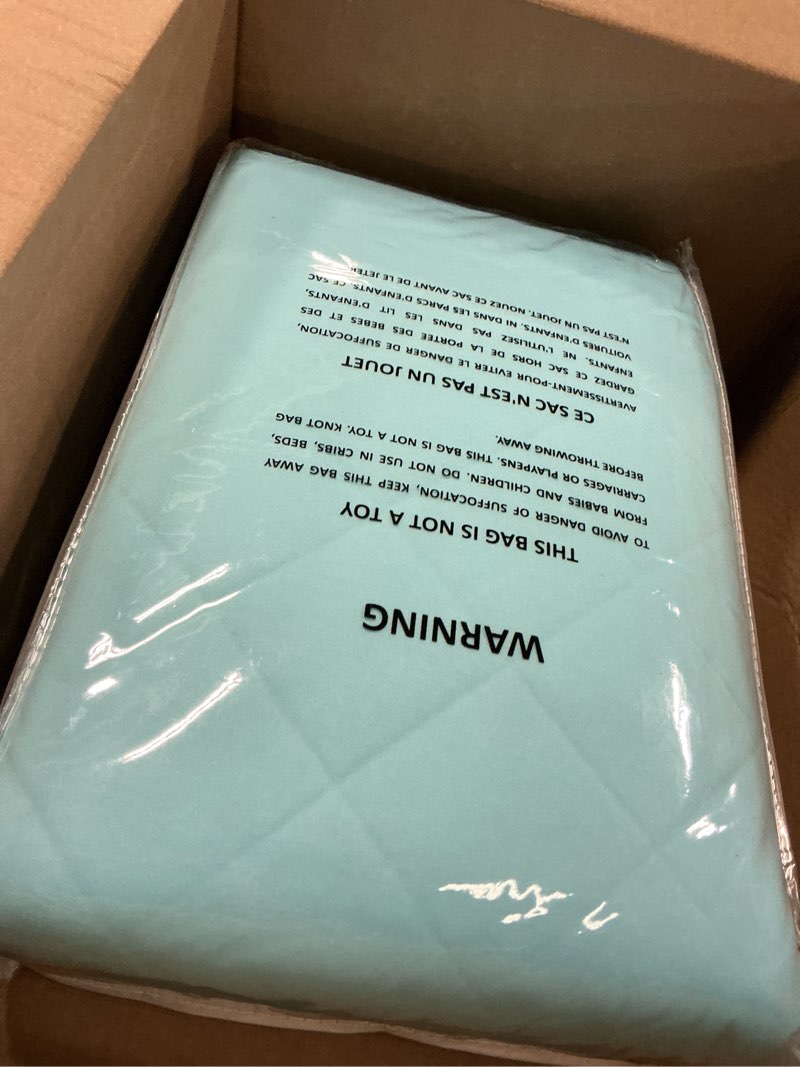 WARNING
THIS BAG IS NOT A TOY
TO AVOID DANGER OF SUFFOCATION, KEEP THIS BAG AWAY
FROM BABIES AND CHILDREN. DO NOT USE IN CRIBS, BEDS,
CARRIAGES OR PLAYPENS. THIS BAG IS NOT A TOY. KNOT BAG
BEFORE THROWING AWAY.
CE SAC N'EST PAS UN JOUET
AVERTISSEMENT-POUR EVITER LE DANGER DE SUFFOCATION,
GARDEZ CE SAC HORS DE LA PORTEE DES BEBES ET DES
ENFANTS. NE L'UTILISEZ PAS DANS LES LIT D'ENFANTS,
VOITURES D'ENFANTS. NI DANS LES PARCS D'ENFANTS. CE SAC
N'EST PAS UN JOUET. NOUEZ CE SAC AVANT DE LE JETER